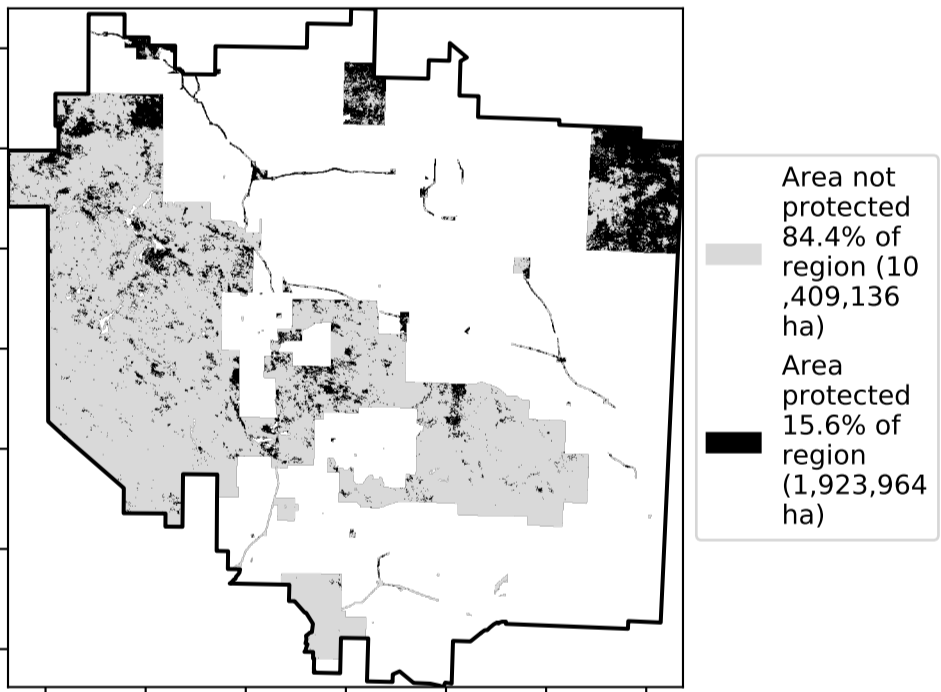 Area not
protected
84.4% of
region (10
,409,136
ha)
Area
protected
15.6% of
region
(1,923,964
ha)